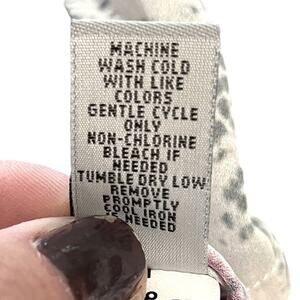 MACHINE
WASH COLD
WITH LIKE
COLORS
GENTLE CYCLE
ONLY
NON-CHLORINE
BLEACH IF
NEEDED
TUMBLE DRY LOW
REMOVE
PROMPTLY
COOL IRON
IS NEEDED